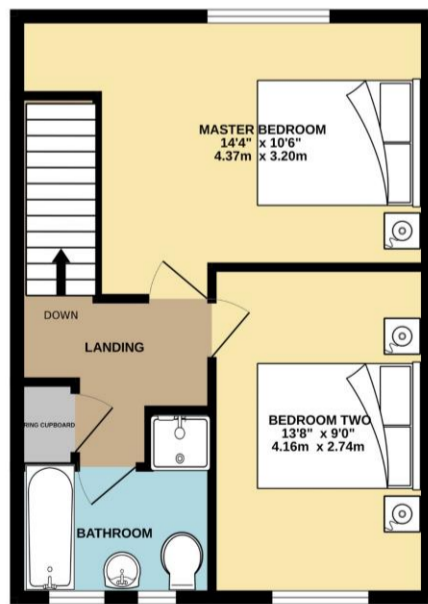 MASTER BEDROOM
14'4" x 10'6"
4.37m x 3.20m
DOWN
LANDING
RING CUPBOARD
BEDROOM TWO
13'8" x 9'0"
4.16m x 2.74m
BATHROOM